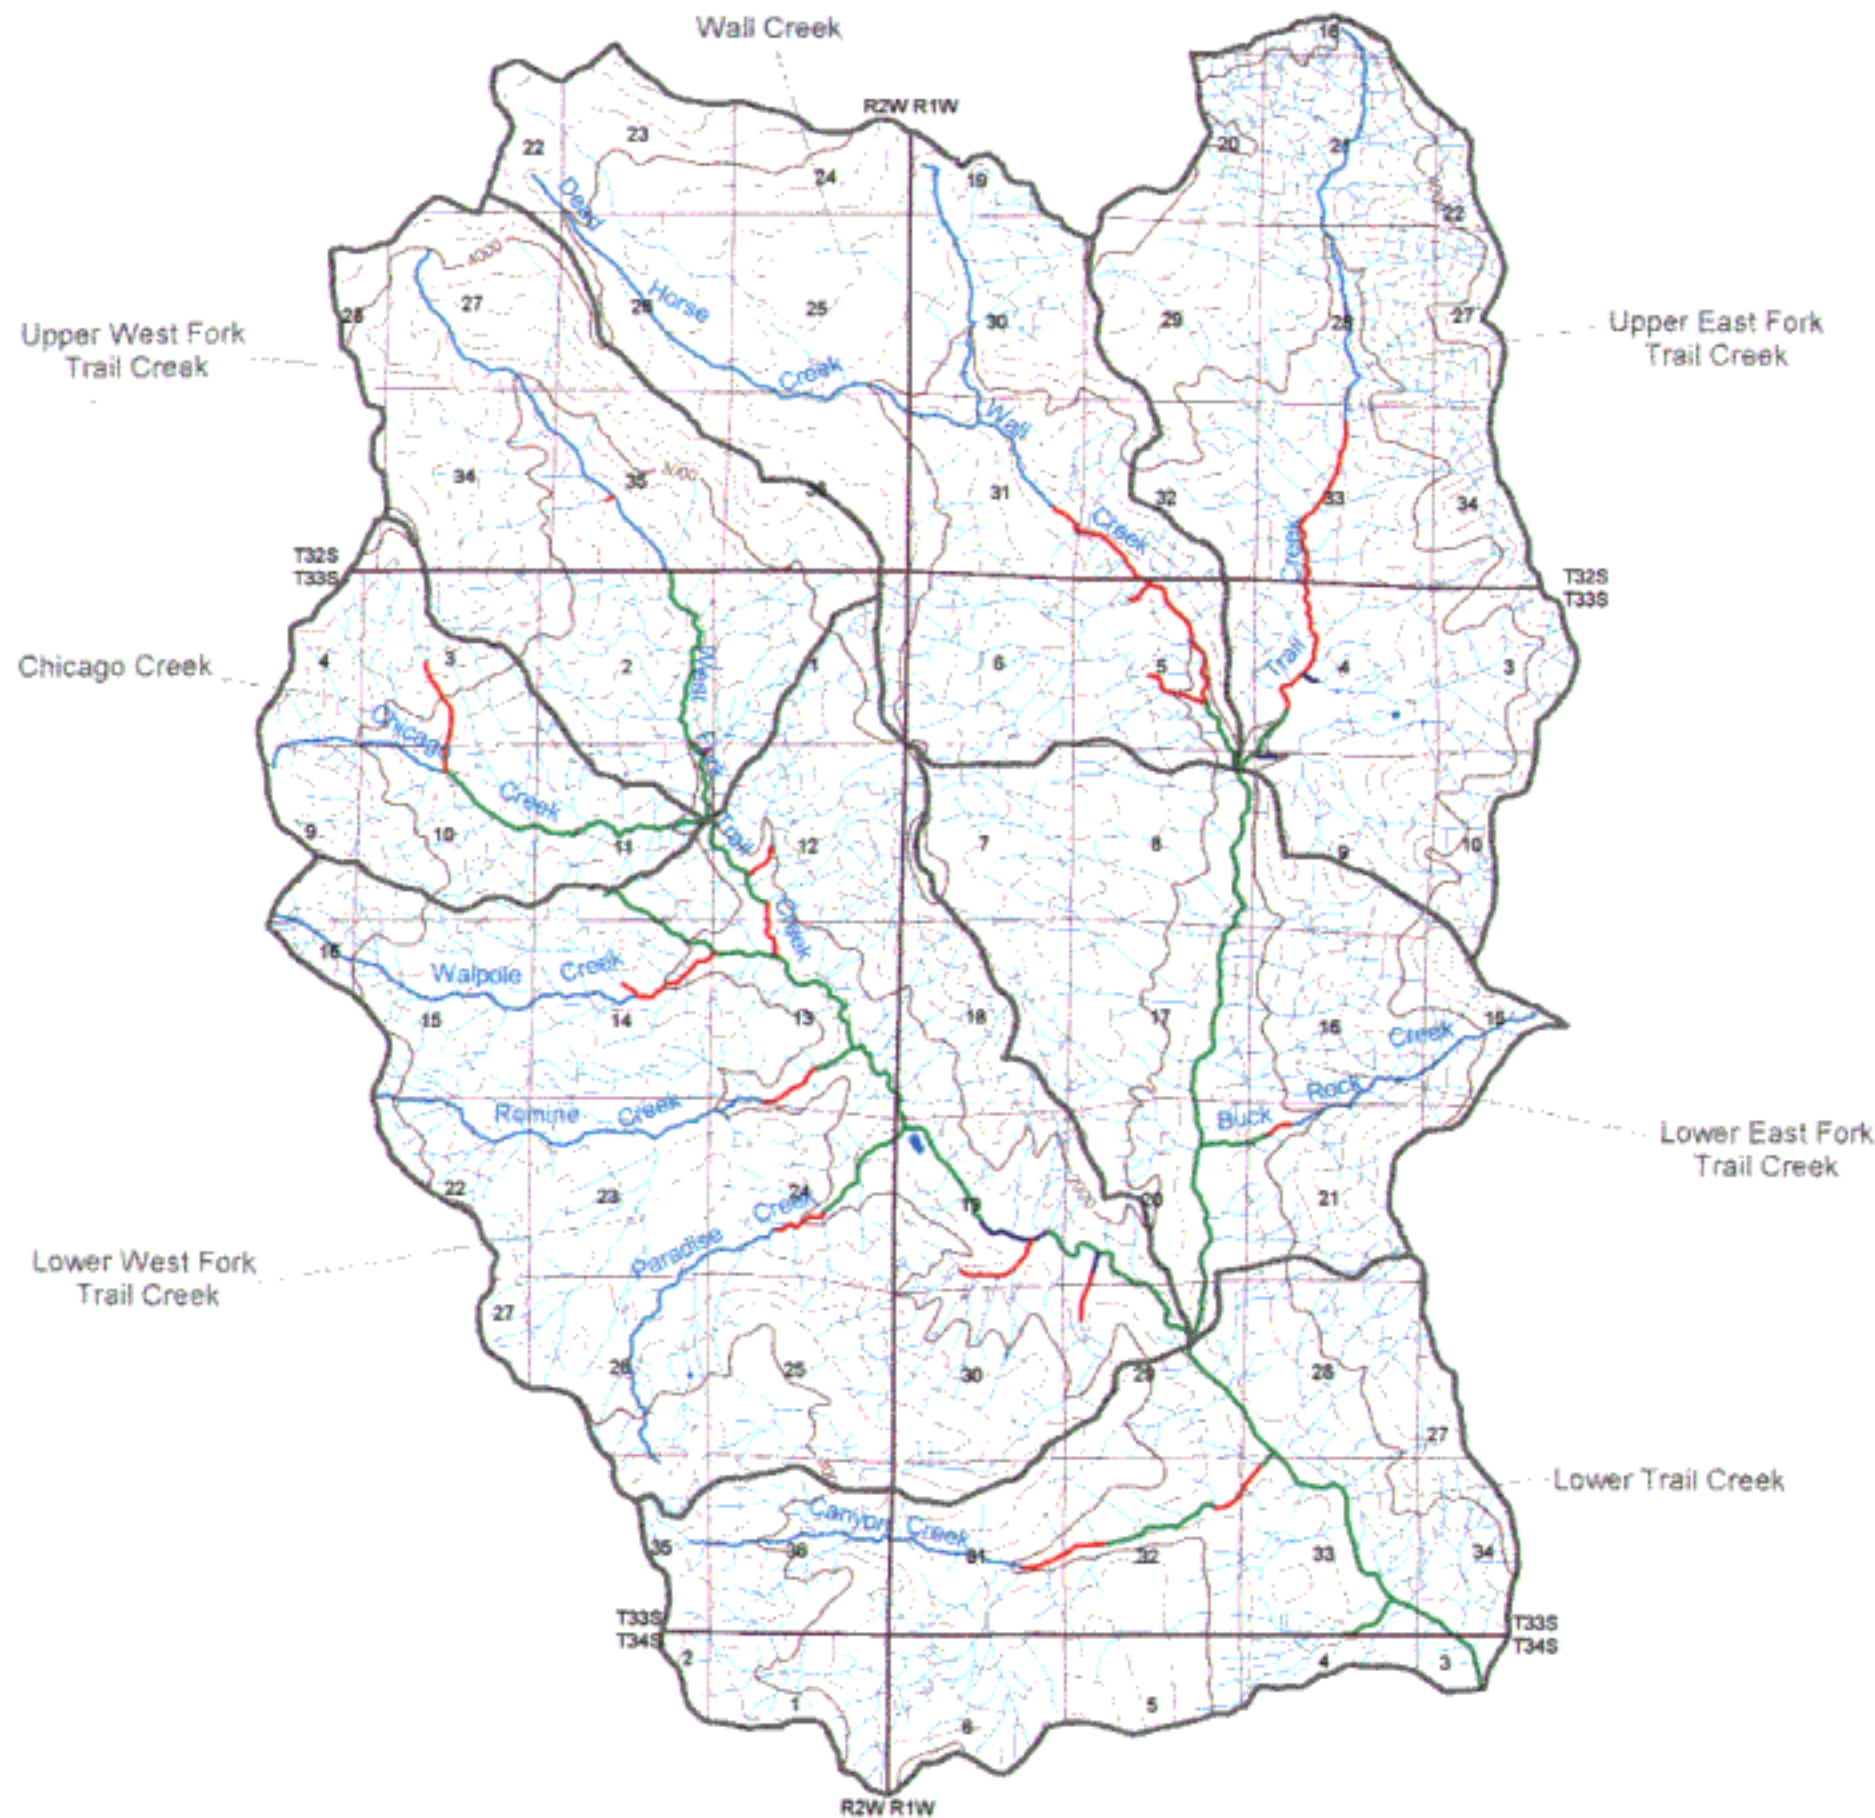 Wall Creek
16
R2W R1W
23
22
20
21
24
19
22
Dead
4000
28
27
26
Horse
25
30
29
28
27
Upper West Fork
Trail Creek
Upper East Fork
Trail Creek
Creek
Wall
34
35
3000
36
31
Creek
32
33
34
T32S
T33S
Creek
T32S
T33S
Chicago Creek
4
3
2
West
1
6
5
Trail
4
3
Chicago
Fork
Creek
9
10
11
Trail
12
7
8
9
10
Creek
16
Walpole
Creek
15
14
13
18
17
16
Creek
15
Romine
Creek
Buck
Rock
Lower East Fork
Trail Creek
22
23
24
Creek
19
20
21
Paradise
Lower West Fork
Trail Creek
27
26
25
30
29
28
27
Lower Trail Creek
Canyon Creek
35
36
31
32
33
34
T33S
T34S
T33S
T34S
2
4
3
1
5
6
R2W R1W